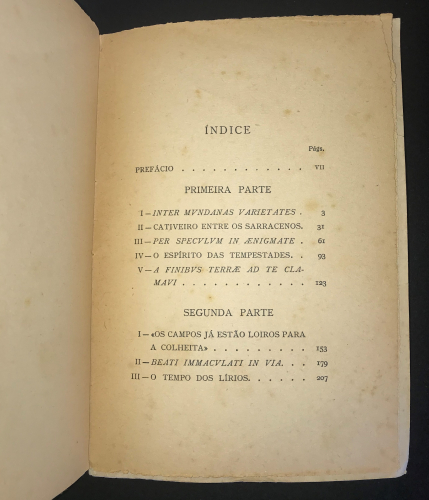 ÍNDICE
Págs.
PREFÁCIO . . . . . . . . . . . . VII
PRIMEIRA PARTE
I — INTER MVNDANAS VARIETATES . 3
II — CATIVEIRO ENTRE OS SARRACENOS. 31
III — PER SPECVLVM IN ÆNIGMATE . 61
IV — O ESPÍRITO DAS TEMPESTADES. . 93
V — A FINIBVS TERRÆ AD TE CLA-
MAVI . . . . . . . . . . . . 123
SEGUNDA PARTE
I — «OS CAMPOS JÁ ESTÃO LOIROS PARA
A COLHEITA» . . . . . . . . . 153
II — BEATI IMMACVLATI IN VIA. . . 179
III — O TEMPO DOS LÍRIOS. . . . . . 207